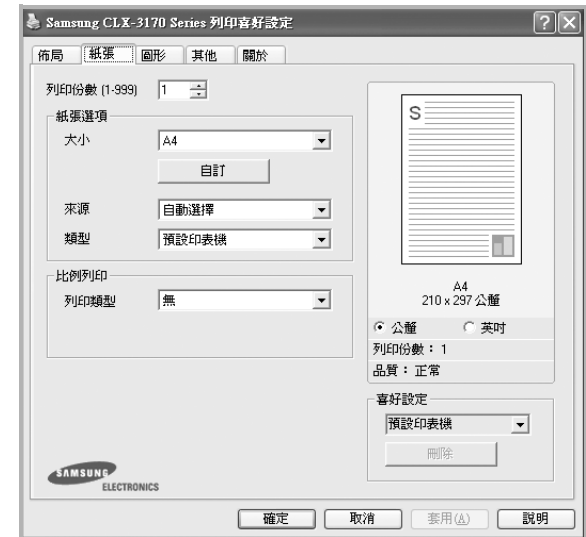 Samsung CLX-3170 Series 列印喜好設定
佈局 紙張 圖形 其他 關於
列印份數 (1-999) 1
紙張選項
大小 A4
自訂
來源 自動選擇
類型 預設印表機
比例列印
列印類型 無
S
A4
210 x 297 公釐
公釐 英吋
列印份數：1
品質：正常
喜好設定
預設印表機
刪除
SAMSUNG
ELECTRONICS
確定 取消 套用(A) 說明